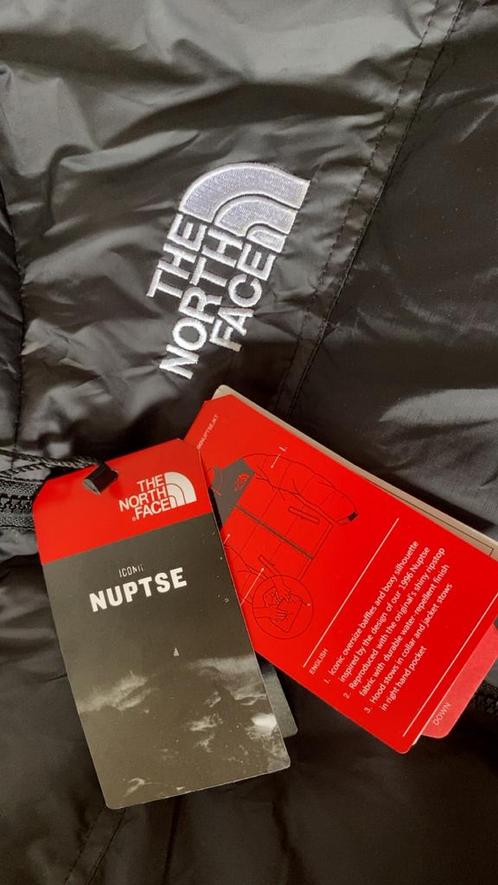 THE
NORTH
FACE
THE
NORTH
FACE
ICONIC
NUPTSE
ENGLISH
1. Iconic oversize baffles and boxy silhouette
inspired by the design of our 1996 Nuptse
2. Reproduced with the original's shiny ripstop
fabric with durable water-repellent finish
3. Hood stows in collar and jacket stows
in right hand pocket
DOWN